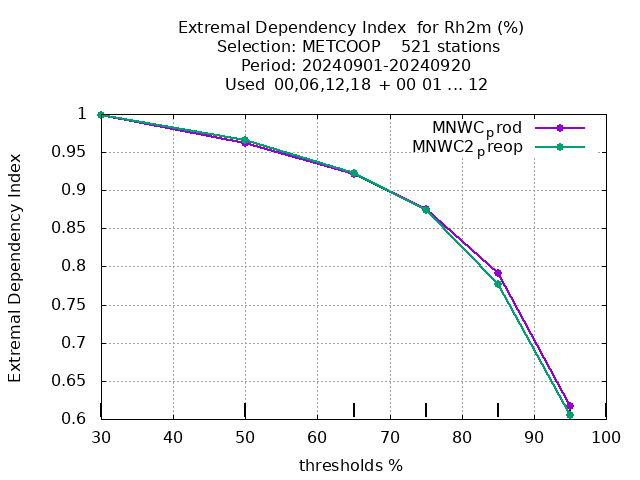 Extremal Dependency Index  for Rh2m (%)
Selection: METCOOP    521 stations
Period: 20240901-20240920
Used  00,06,12,18  + 00 01 ... 12
MNWCprod
MNWC2preop
1
0.95
0.9
0.85
0.8
0.75
0.7
0.65
0.6
Extremal Dependency Index
30 40 50 60 70 80 90 100
thresholds %